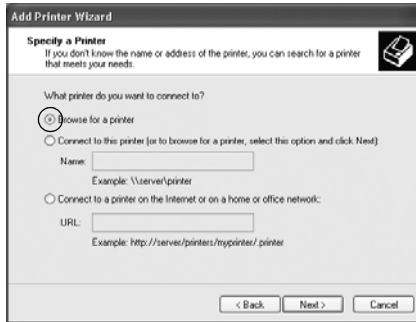 Add Printer Wizard
Specify a Printer
If you don't know the name or address of the printer, you can search for a printer
that meets your needs.
What printer do you want to connect to?
Browse for a printer
Connect to this printer (or to browse for a printer, select this option and click Next):
Name:
Example: \\server\printer
Connect to a printer on the Internet or on a home or office network:
URL:
Example: http://server/printers/myprinter/.printer
< Back
Next >
Cancel